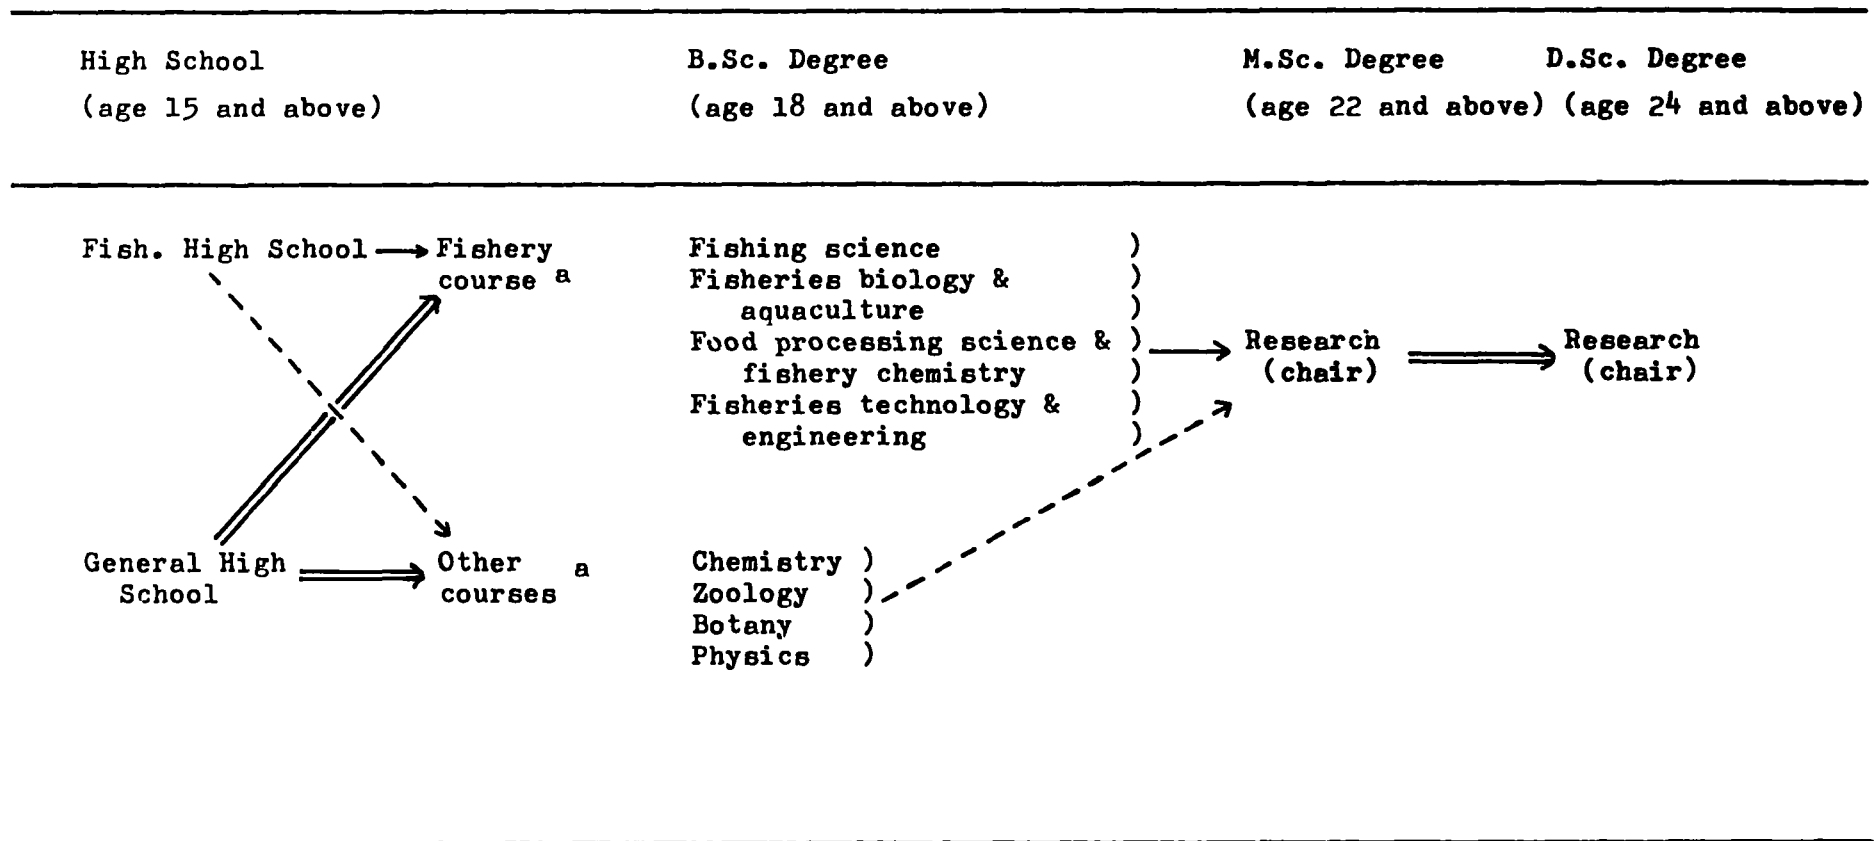 High School B.Sc. Degree M.Sc. Degree D.Sc. Degree
(age 15 and above) (age 18 and above) (age 22 and above) (age 24 and above)
Fish. High School Fishery Fishing science )
course a Fisheries biology & )
aquaculture )
Food processing science & ) Research Research
fishery chemistry ) (chair) (chair)
Fisheries technology & )
engineering )
General High Other a Chemistry )
School courses Zoology )
Botany )
Physics )